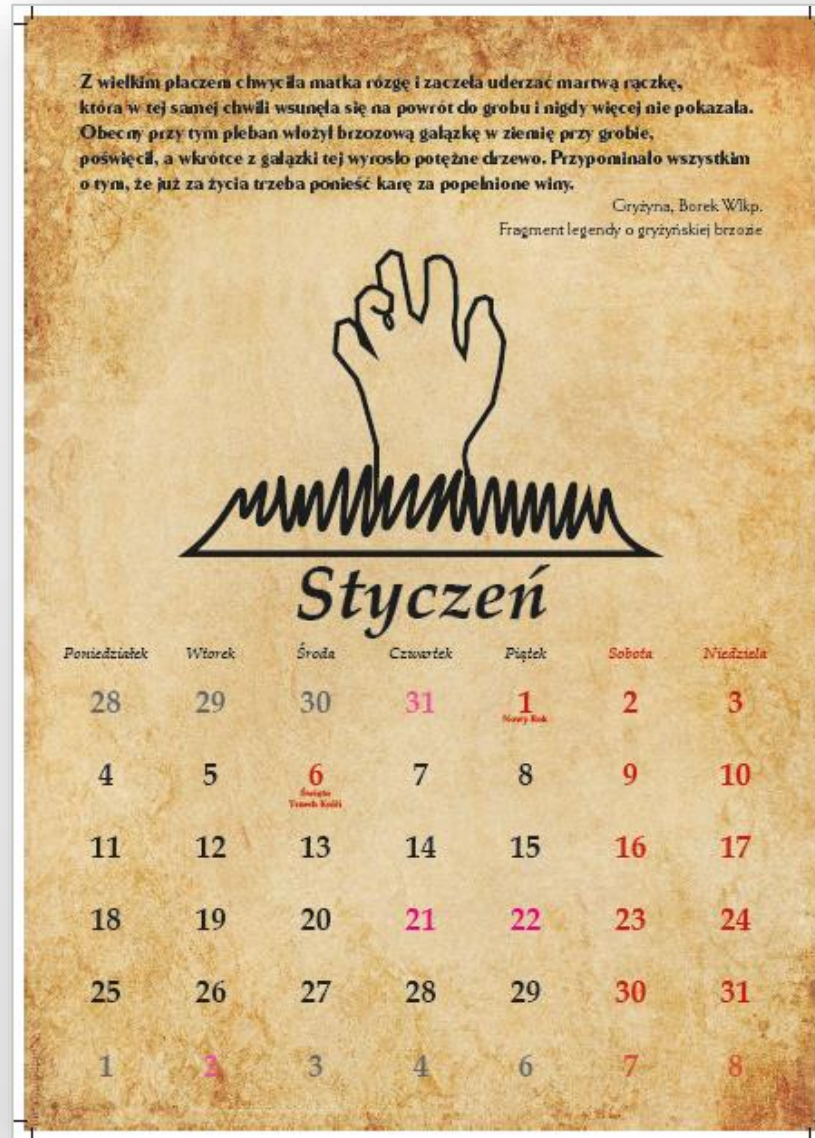 Z wielkim płaczem chwyciła matka rózgę i zaczęła uderzać martwą rączkę,
która w tej samej chwili wsunęła się na powrót do grobu i nigdy więcej nie pokazała.
Obecny przy tym pleban włożył brzozową gałązkę w ziemię przy grobie,
poświęcił, a wkrótce z gałązki tej wyrosło potężne drzewo. Przypominało wszystkim
o tym, że już za życia trzeba ponieść karę za popełnione winy.
Gryżyna, Borek Wlkp.
Fragment legendy o gryżyńskiej brzozie
Styczeń
Poniedziałek Wtorek Środa Czwartek Piątek Sobota Niedziela
28 29 30 31 1 2 3
Nowy Rok
4 5 6 7 8 9 10
Święto
Trzech Króli
11 12 13 14 15 16 17
18 19 20 21 22 23 24
25 26 27 28 29 30 31
1 2 3 4 6 7 8